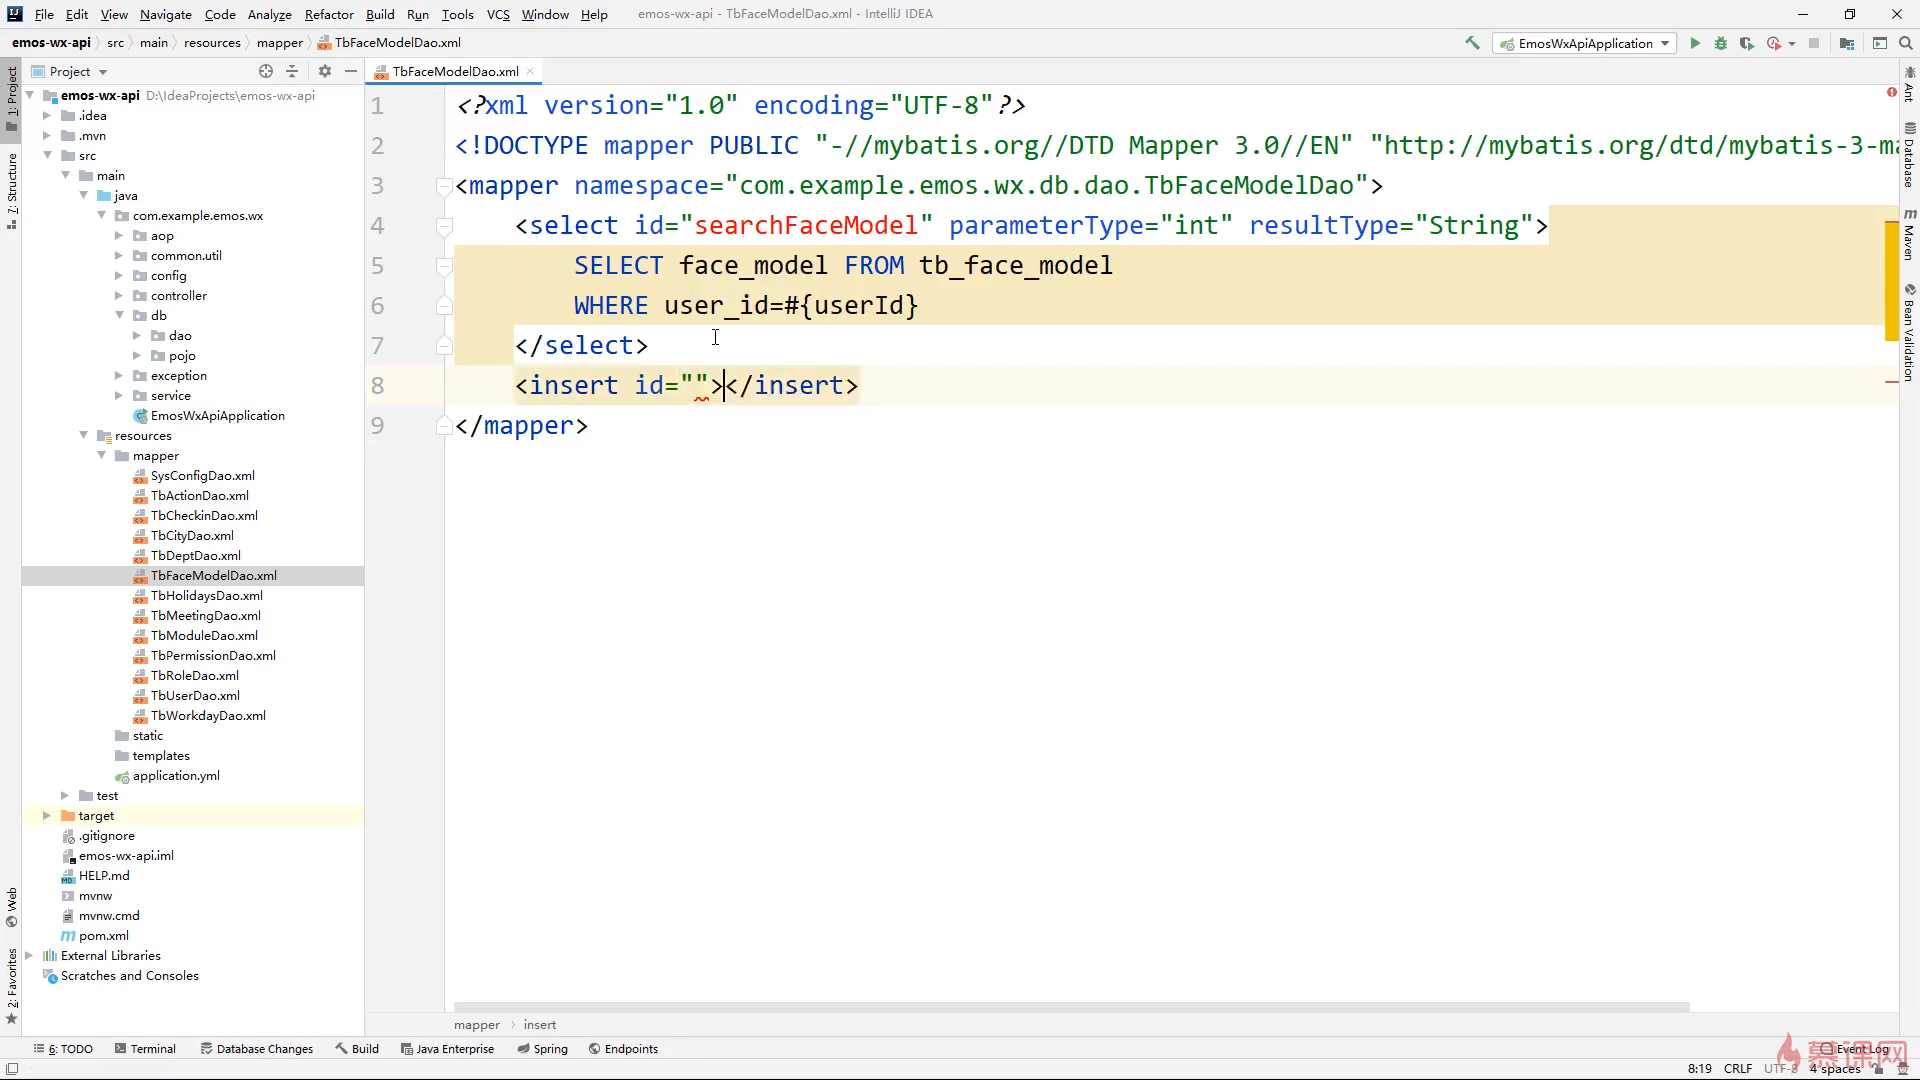 File Edit View Navigate Code Analyze Refactor Build Run Tools VCS Window Help emos-wx-api - TbFaceModelDao.xml - IntelliJ IDEA
emos-wx-api src main resources mapper TbFaceModelDao.xml EmosWxApiApplication
Project TbFaceModelDao.xml
1: Project
7: Structure
Web
2: Favorites
emos-wx-api D:\IdeaProjects\emos-wx-api
.idea
.mvn
src
main
java
com.example.emos.wx
aop
common.util
config
controller
db
dao
pojo
exception
service
EmosWxApiApplication
resources
mapper
SysConfigDao.xml
TbActionDao.xml
TbCheckinDao.xml
TbCityDao.xml
TbDeptDao.xml
TbFaceModelDao.xml
TbHolidaysDao.xml
TbMeetingDao.xml
TbModuleDao.xml
TbPermissionDao.xml
TbRoleDao.xml
TbUserDao.xml
TbWorkdayDao.xml
static
templates
application.yml
test
target
.gitignore
emos-wx-api.iml
HELP.md
mvnw
mvnw.cmd
pom.xml
External Libraries
Scratches and Consoles
1 <?xml version="1.0" encoding="UTF-8"?>
2 <!DOCTYPE mapper PUBLIC "-//mybatis.org//DTD Mapper 3.0//EN" "http://mybatis.org/dtd/mybatis-3-ma
3 <mapper namespace="com.example.emos.wx.db.dao.TbFaceModelDao">
4 <select id="searchFaceModel" parameterType="int" resultType="String">
5 SELECT face_model FROM tb_face_model
6 WHERE user_id=#{userId}
7 </select>
8 <insert id=""></insert>
9 </mapper>
Ant
Database
Maven
Bean Validation
mapper insert
6: TODO Terminal Database Changes Build Java Enterprise Spring Endpoints Event Log
8:19 CRLF UTF-8 4 spaces
慕课网